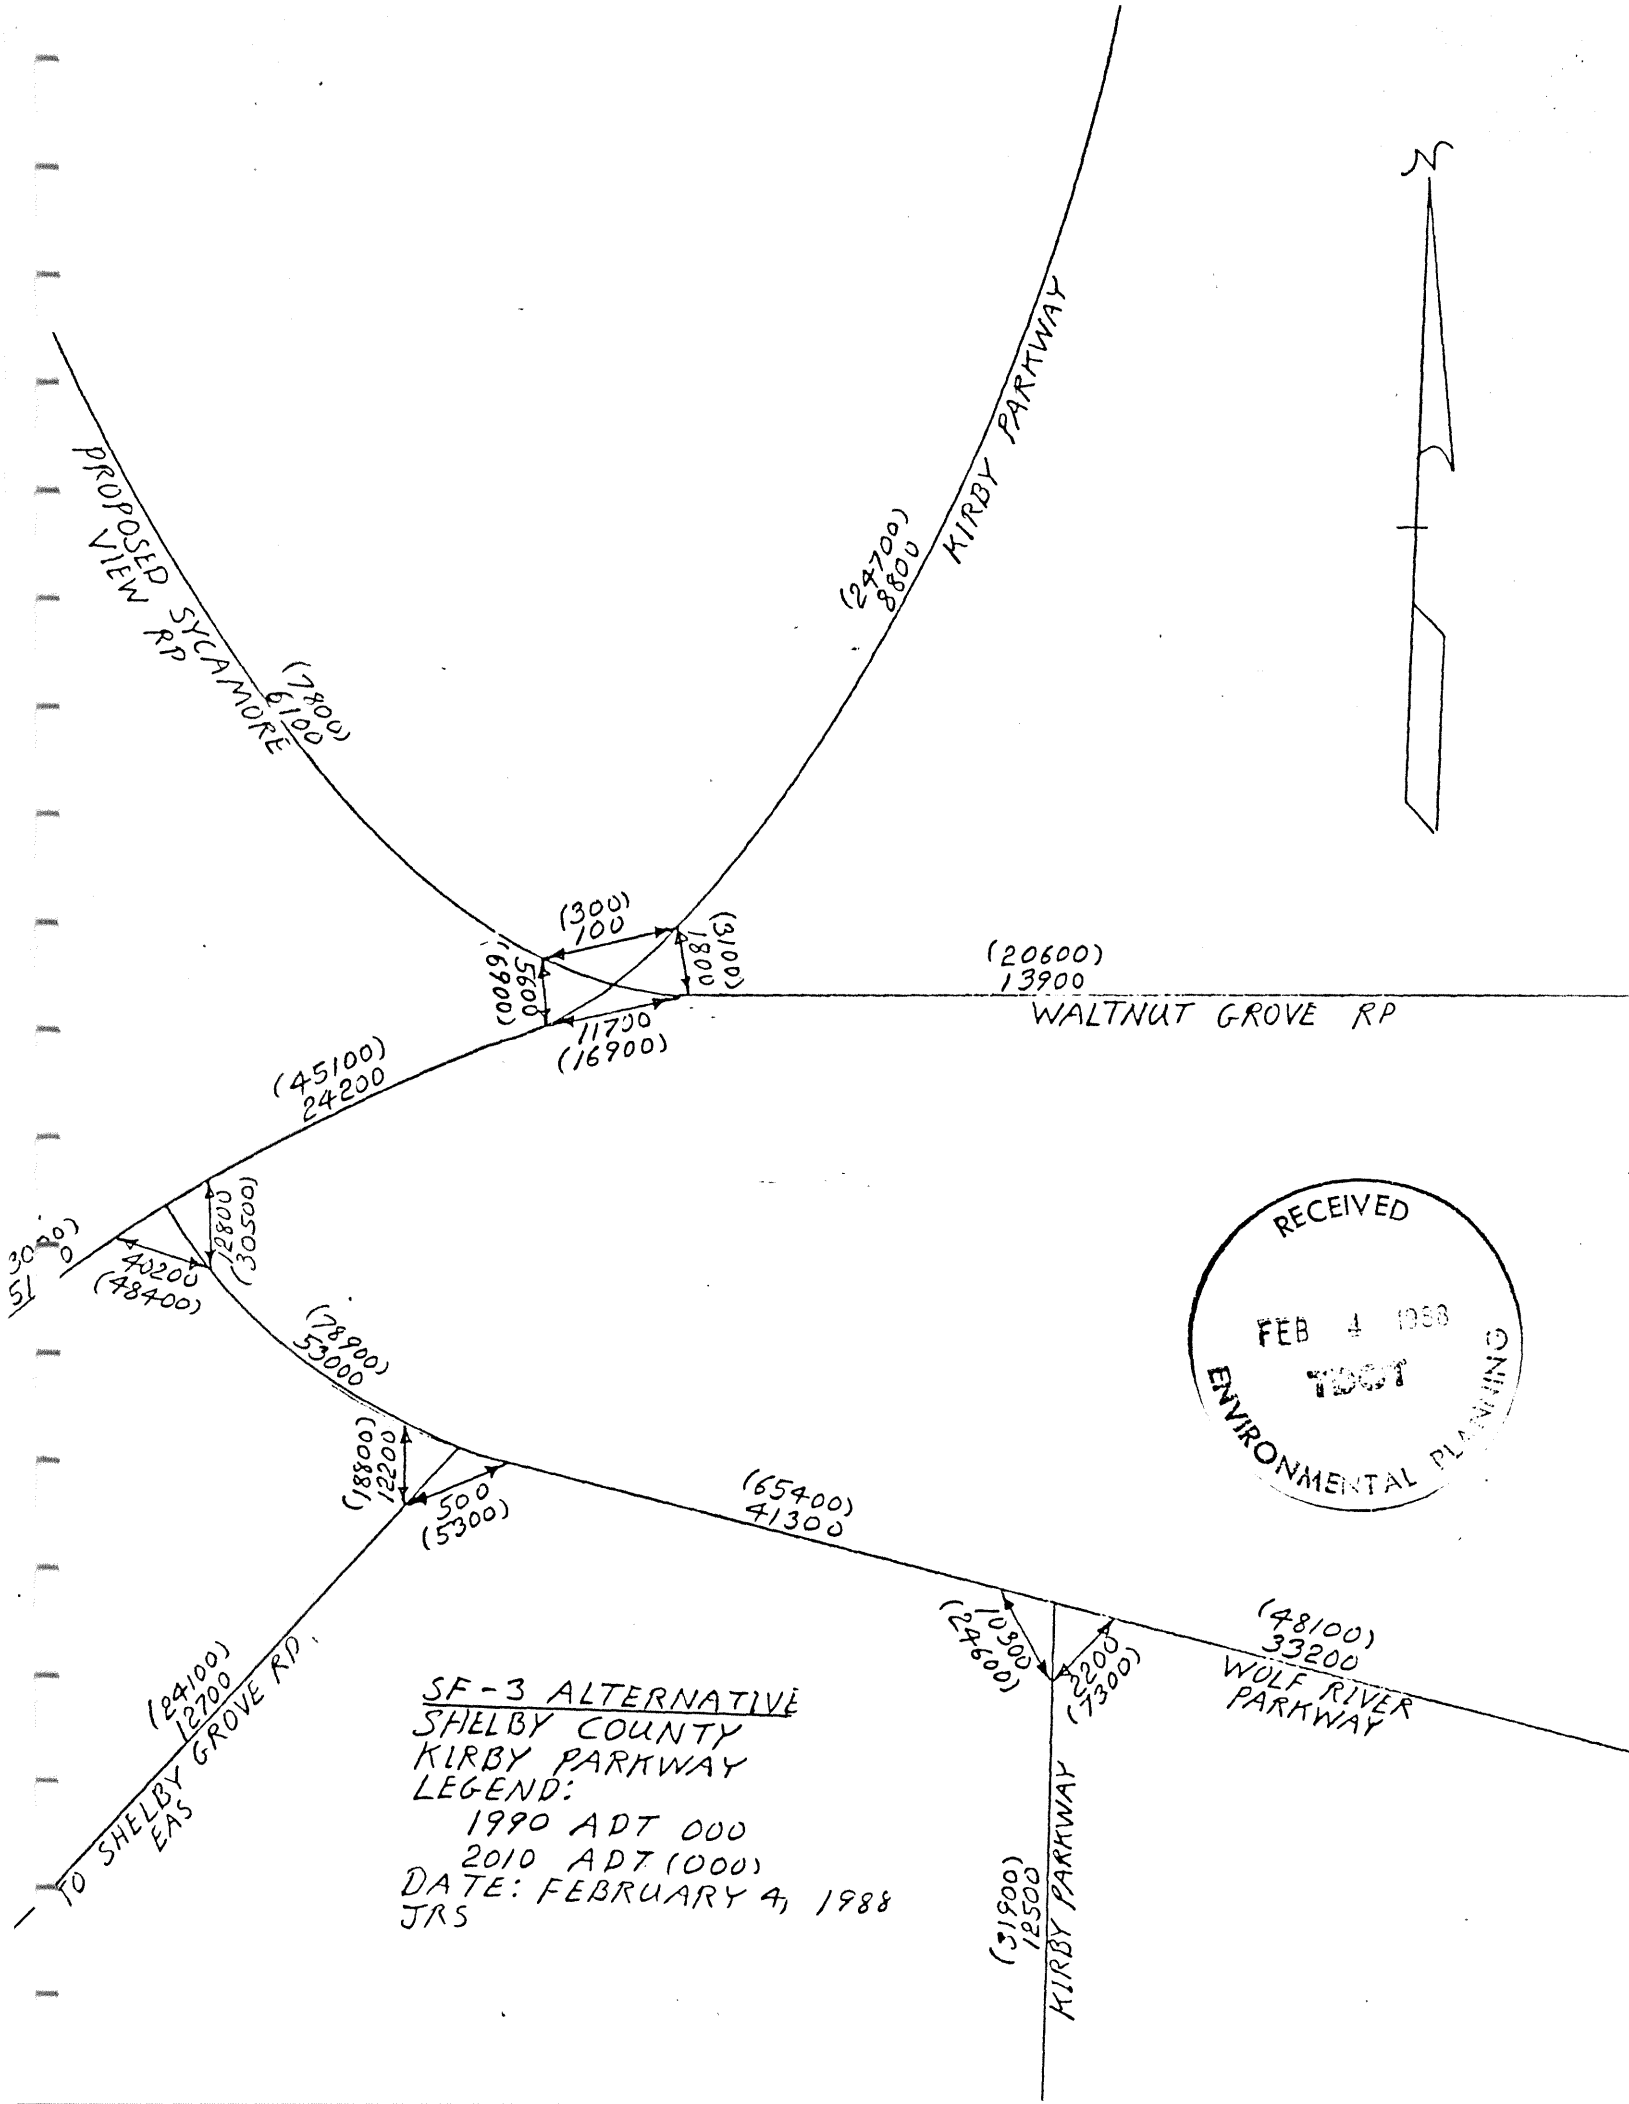 N
KIRBY PARKWAY
(24700)
8800
PROPOSED SYCAMORE
VIEW RD
(7800)
6100
(300)
100
(3100)
1800
5600
(6900)
11700
(16900)
(20600)
13900
WALTNUT GROVE RD
(45100)
24200
12800
(30500)
40200
(48400)
(78900)
53000
(18800)
12200
500
(5300)
(65400)
41300
10300
(24600)
2200
(7300)
(48100)
33200
WOLF RIVER
PARKWAY
(24100)
12700
TO SHELBY GROVE RD.
EAS
(31900)
12500
KIRBY PARKWAY
RECEIVED
FEB 4 1988
TDOT
ENVIRONMENTAL PLANNING
SF-3 ALTERNATIVE
SHELBY COUNTY
KIRBY PARKWAY
LEGEND:
1990 ADT 000
2010 ADT (000)
DATE: FEBRUARY 4, 1988
JRS